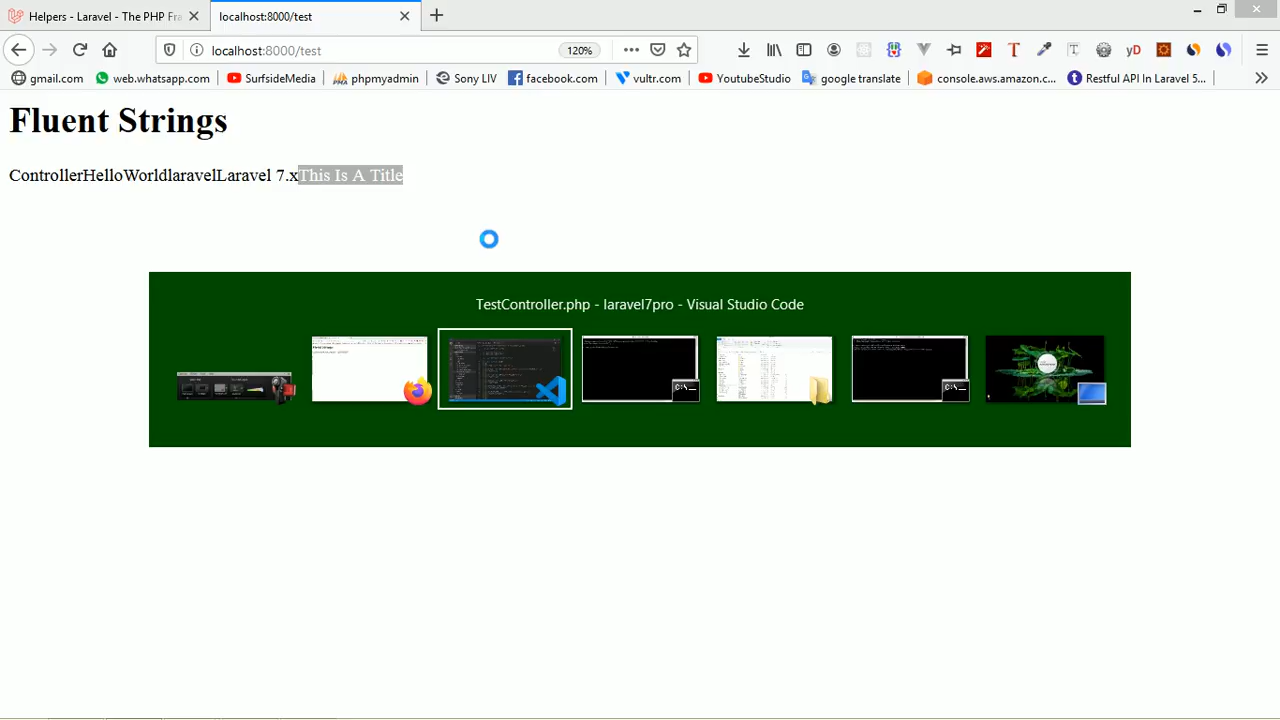 Helpers - Laravel - The PHP Fra
localhost:8000/test
localhost:8000/test
120%
gmail.com
web.whatsapp.com
SurfsideMedia
phpmyadmin
Sony LIV
facebook.com
vultr.com
YoutubeStudio
google translate
console.aws.amazon.c...
Restful API In Laravel 5...
Fluent Strings
ControllerHelloWorldlaravelLaravel 7.xThis Is A Title
TestController.php - laravel7pro - Visual Studio Code